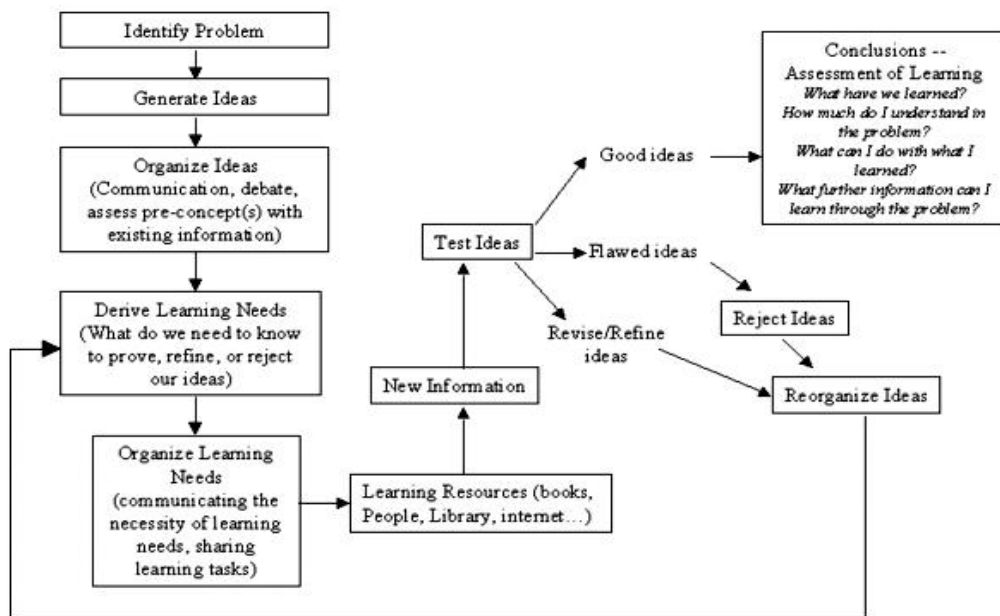 Identify Problem
Generate Ideas
Organize Ideas
(Communication, debate,
assess pre-concept(s) with
existing information)
Derive Learning Needs
(What do we need to know
to prove, refine, or reject
our ideas)
Organize Learning
Needs
(communicating the
necessity of learning
needs, sharing
learning tasks)
Learning Resources (books,
People, Library, internet...)
New Information
Test Ideas
Good ideas
Flawed ideas
Revise/Refine
ideas
Reject Ideas
Reorganize Ideas
Conclusions --
Assessment of Learning
What have we learned?
How much do I understand in
the problem?
What can I do with what I
learned?
What further information can I
learn through the problem?